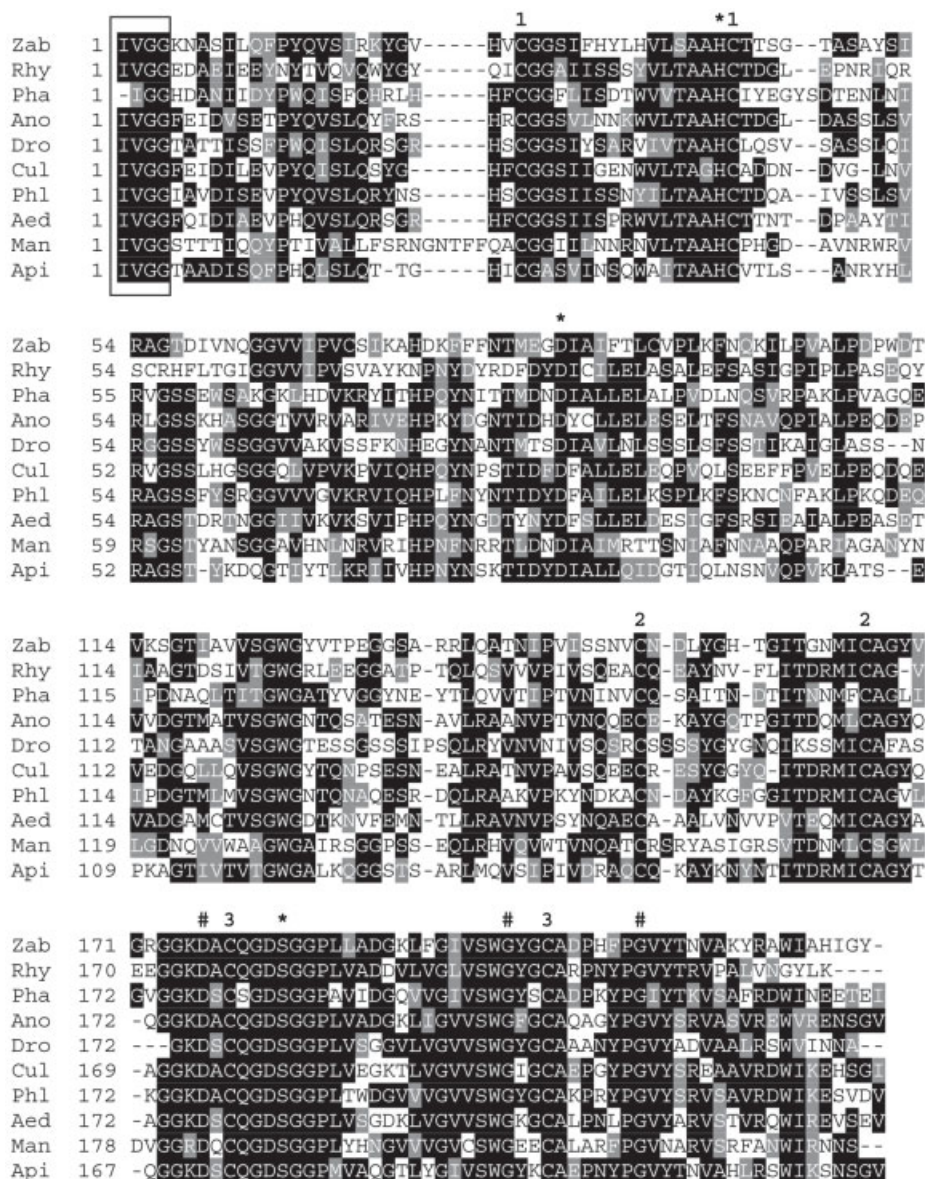 1 *1
Zab 1 IVGGKNASILQFPYQVSIRKYGV-----HVCGGSIFHYLHVLSAAHCTTSG--TASAYSI
Rhy 1 IVGGEDAEIEEYNYTVQVQWYGY-----QICGGAIISSSYVLTAAHCTDGL--EPNRIQR
Pha 1 -IGGHDANIIDYPWQISFQHRLH-----HFCGGFLISDTWVVTAAHCIYEGYSDTENLNI
Ano 1 IVGGFEIDVSETPYQVSLQYFRS-----HRCGGSVLNNKWVLTAAHCTDGL--DASSLSV
Dro 1 IVGGTATTISSFPWQISLQRSGR-----HSCGGSIYSARVIVTAAHCLQSV--SASSLQI
Cul 1 IVGGFEIDILEVPYQISLQSYG------HFCGGSIIGENWVLTAGHCADDN--DVG-LNV
Phl 1 IVGGIAVDISEVPYQVSLQRYNS-----HSCGGSIISSNYILTAAHCTDQA--IVSSLSV
Aed 1 IVGGFQIDIAEVPHQVSLQRSGR-----HFCGGSIISPRWVLTAAHCTTNT--DPAAYTI
Man 1 IVGGSTTTIQQYPTIVALLFSRNGNTFFQACGGIILNNRNVLTAAHCPHGD--AVNRWRV
Api 1 IVGGTAADISQFPHQLSLQT-TG-----HICGASVINSQWAITAAHCVTLS---ANRYHL
*
Zab 54 RAGTDIVNQGGVVIPVCSIKAHDKFFFNTMEGDIAIFTLCVPLKFNQKILPVALPDPWDT
Rhy 54 SCRHFLTGIGGVVIPVSVAYKNPNYDYRDFDYDICILELASALEFSASIGPIPLPASEQY
Pha 55 RVGSSEWSAKGKLHDVKRYITHPQYNITTMDNDIALLELALPVDLNQSVRPAKLPVAGQE
Ano 54 RLGSSKHASGGTVVRVARIVEHPKYDGNTIDHDYCLLELESELTFSNAVQPIALPEQDEP
Dro 54 RGGSSYWSSGGVVAKVSSFKNHEGYNANTMTSDIAVLNLSSSLSFSSTIKAIGLASS--N
Cul 52 RVGSSLHGSGGQLVPVKPVIQHPQYNPSTIDFDFALLELEQPVQLSEEFFPVELPEQDQE
Phl 54 RAGSSFYSRGGVVVGVKRVIQHPLFNYNTIDYDFAILELKSPLKFSKNCNFAKLPKQDEQ
Aed 54 RAGSTDRTNGGIIVKVKSVIPHPQYNGDTYNYDFSLLELDESIGFSRSIEAIALPEASET
Man 59 RSGSTYANSGGAVHNLNRVRIHPNFNRRTLDNDIAIMRTTSNIAFNNAAQPARIAGANYN
Api 52 RAGST-YKDQGTIYTLKRIIVHPNYNSKTIDYDIALLQIDGTIQLNSNVQPVKLATS--E
2 2
Zab 114 VKSGTIAVVSGWGYVTPEGGSA-RRLQATNIPVISSNVCN-DLYGH-TGITGNMICAGYV
Rhy 114 IAAGTDSIVTGWGRLEEGGATP-TQLQSVVVPIVSQEACQ-EAYNV-FLITDRMICAG-V
Pha 115 IPDNAQLTITGWGATYVGGYNE-YTLQVVTIPTVNINVCQ-SAITN-DTITNNMFCAGLI
Ano 114 VVDGTMATVSGWGNTQSATESN-AVLRAANVPTVNQQECE-KAYGQTPGITDQMLCAGYQ
Dro 112 TANGAAASVSGWGTESSGSSSIPSQLRYVNVNIVSQSRCSSSSYGYGNQIKSSMICAFAS
Cul 112 VEDGQLLQVSGWGYTQNPSESN-EALRATNVPAVSQEECR-ESYGGYQ-ITDRMICAGYQ
Phl 114 IPDGTMLMVSGWGNTQNAQESR-DQLRAAKVPKYNDKACN-DAYKGFGGITDRMICAGVL
Aed 114 VADGAMCTVSGWGDTKNVFEMN-TLLRAVNVPSYNQAECA-AALVNVVPVTEQMICAGYA
Man 119 LGDNQVVWAAGWGAIRSGGPSS-EQLRHVQVWTVNQATCRSRYASIGRSVTDNMLCSGWL
Api 109 PKAGTIVTVTGWGALKQGGSTS-ARLMQVSIPIVDRAQCQ-KAYKNYNTITDRMICAGYT
# 3 * # 3 #
Zab 171 GRGGKDACQGDSGGPLLADGKLFGIVSWGYGCADPHFPGVYTNVAKYRAWIAHIGY-
Rhy 170 EEGGKDACQGDSGGPLVADDVLVGLVSWGYGCARPNYPGVYTRVPALVNGYLK----
Pha 172 GVGGKDSCSGDSGGPAVIDGQVVGIVSWGYSCADPKYPGIYTKVSAFRDWINEETEI
Ano 172 -QGGKDSCQGDSGGPLVADGKLIGVVSWGFGCAQAGYPGVYSRVASVREWVRENSGV
Dro 172 ---GKDSCQGDSGGPLVSGGVLVGVVSWGYGCAAANYPGVYADVAALRSWVINNA--
Cul 169 -AGGKDSCRQDSGGPLVEGKTLVGVVSWGIGCAEPGYPGVYSREAAVRDWIKEHSGI
Phl 172 -KGGKDACQGDSGGPLTWDGVVVGVVSWGYGCAKPRYPGVYSRVSAVRDWIKESVDV
Aed 172 -AGGKDSCQGDSGGPLVSGDKLVGVVSWGKGCALPNLPGVYARVSTVRQWIREVSEV
Man 178 DVGGRDQCQGDSGGPLYHNGVVVGVCSWGEECALARFPGVNARVSRFANWIRNNS--
Api 167 -QGGKDSCQGDSGGPMVAQGTLYGIVSWGYKCAEPNYPGVYTNVAHLRSWIKSNSGV